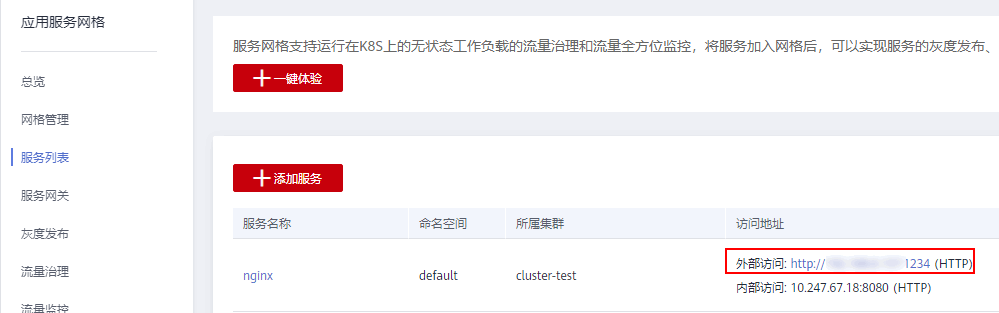 应用服务网格
总览
网格管理
服务列表
服务网关
灰度发布
流量治理
流量监控
服务网格支持运行在K8S上的无状态工作负载的流量治理和流量全方位监控，将服务加入网格后，可以实现服务的灰度发布、
一键体验
添加服务
服务名称 命名空间 所属集群 访问地址
nginx default cluster-test 外部访问: http:// 1234 (HTTP)
内部访问: 10.247.67.18:8080 (HTTP)